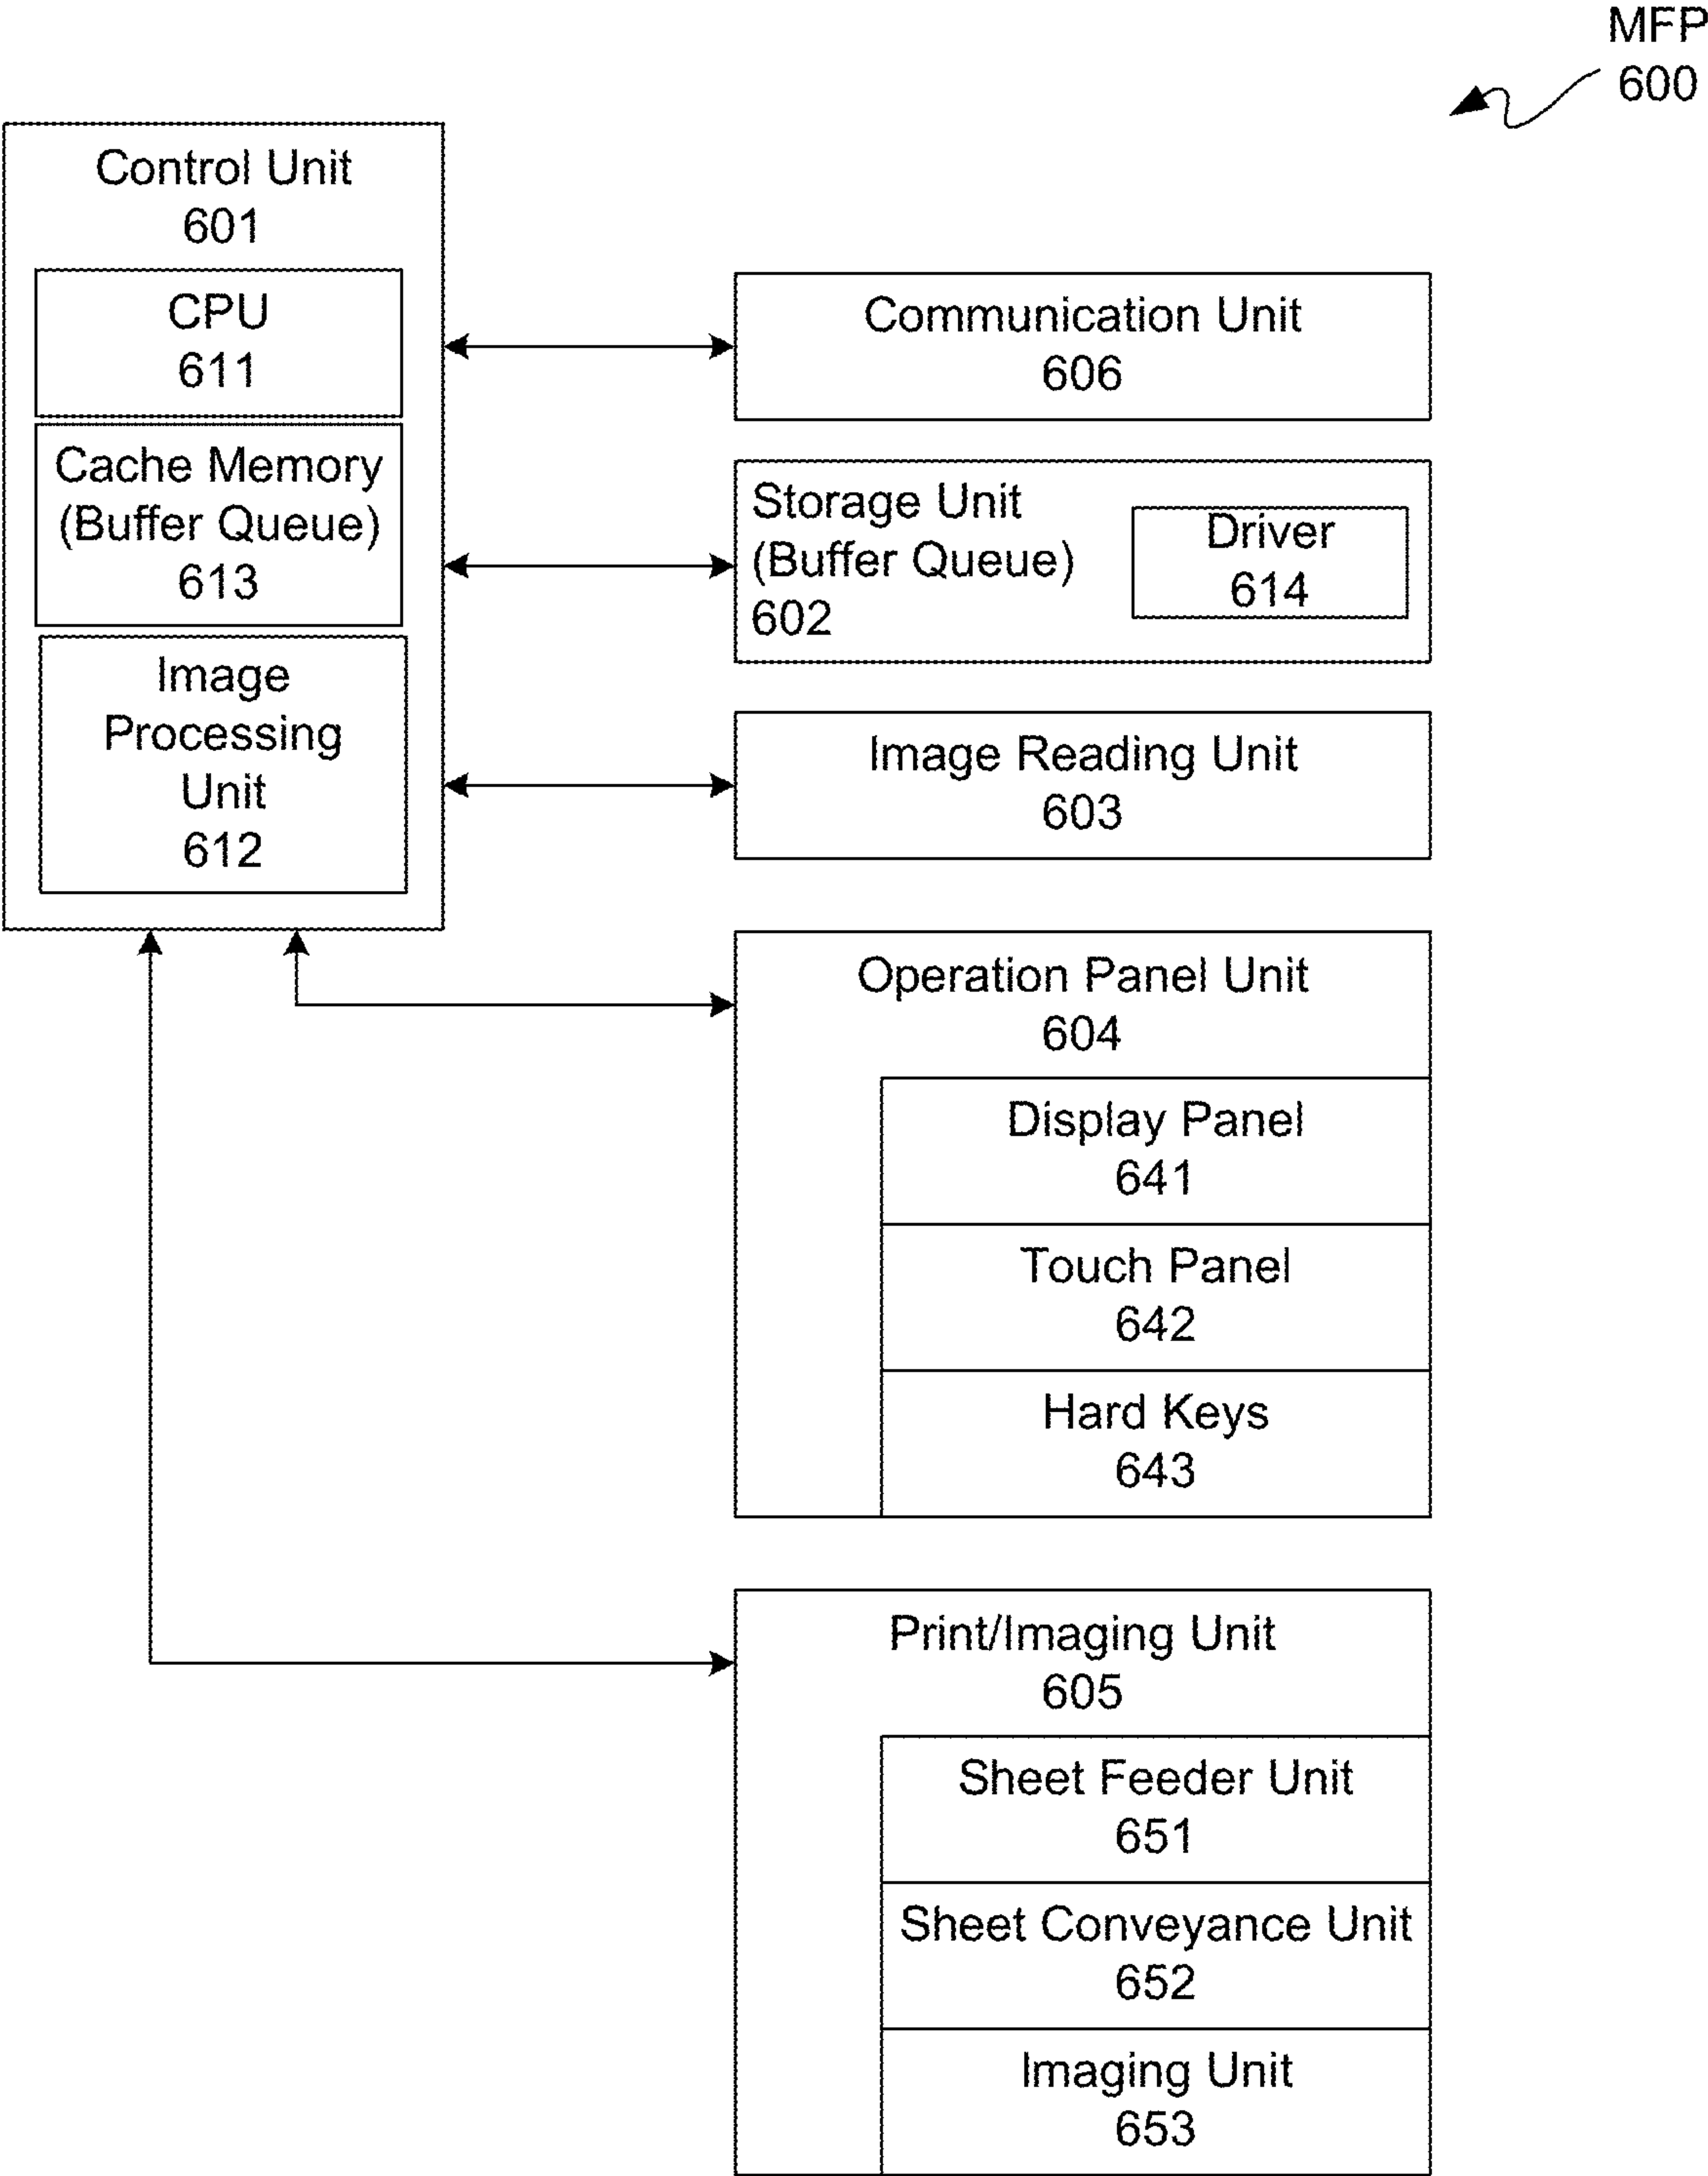 MFP
600
Control Unit
601
CPU
611
Cache Memory
(Buffer Queue)
613
Image
Processing
Unit
612
Communication Unit
606
Storage Unit
(Buffer Queue)
602
Driver
614
Image Reading Unit
603
Operation Panel Unit
604
Display Panel
641
Touch Panel
642
Hard Keys
643
Print/Imaging Unit
605
Sheet Feeder Unit
651
Sheet Conveyance Unit
652
Imaging Unit
653